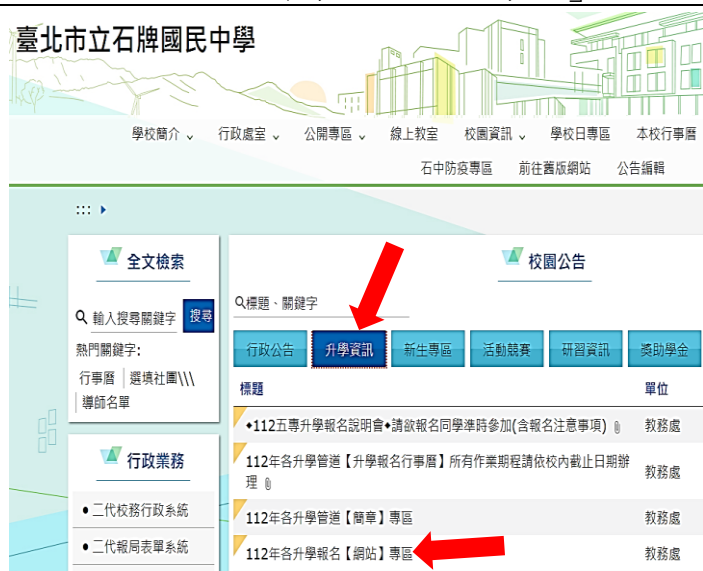 臺北市立石牌國民中學
學校簡介 行政處室 公開專區 線上教室 校園資訊 學校日專區 本校行事曆
石中防疫專區 前往舊版網站 公告編輯
全文檢索
輸入搜尋關鍵字 搜尋
熱門關鍵字:
行事曆 │ 選填社團\\\
│ 導師名單
行政業務
●二代校務行政系統
●二代報局表單系統
校園公告
標題、關鍵字
行政公告 升學資訊 新生專區 活動競賽 研習資訊 獎助學金
標題 單位
◆112五專升學報名說明會◆請欲報名同學準時參加(含報名注意事項) 教務處
112年各升學管道【升學報名行事曆】所有作業期程請依校內截止日期辦
理 教務處
112年各升學管道【簡章】專區 教務處
112年各升學報名【網站】專區 教務處